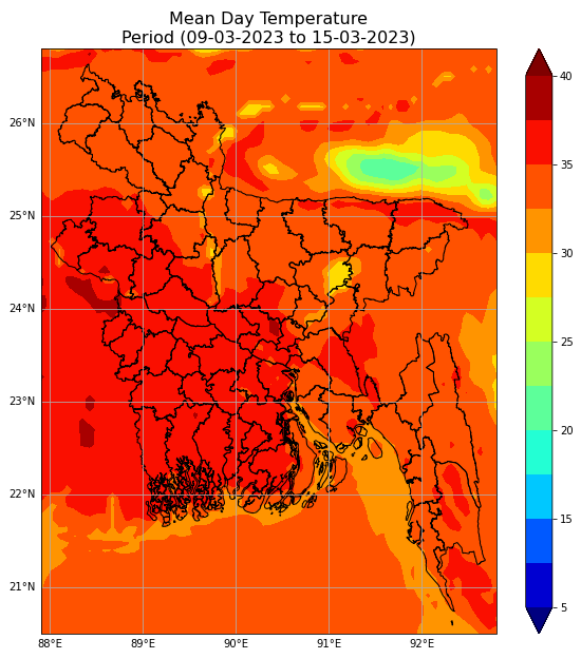 Mean Day Temperature
Period (09-03-2023 to 15-03-2023)
26°N
25°N
24°N
23°N
22°N
21°N
88°E
89°E
90°E
91°E
92°E
40
35
30
25
20
15
10
5